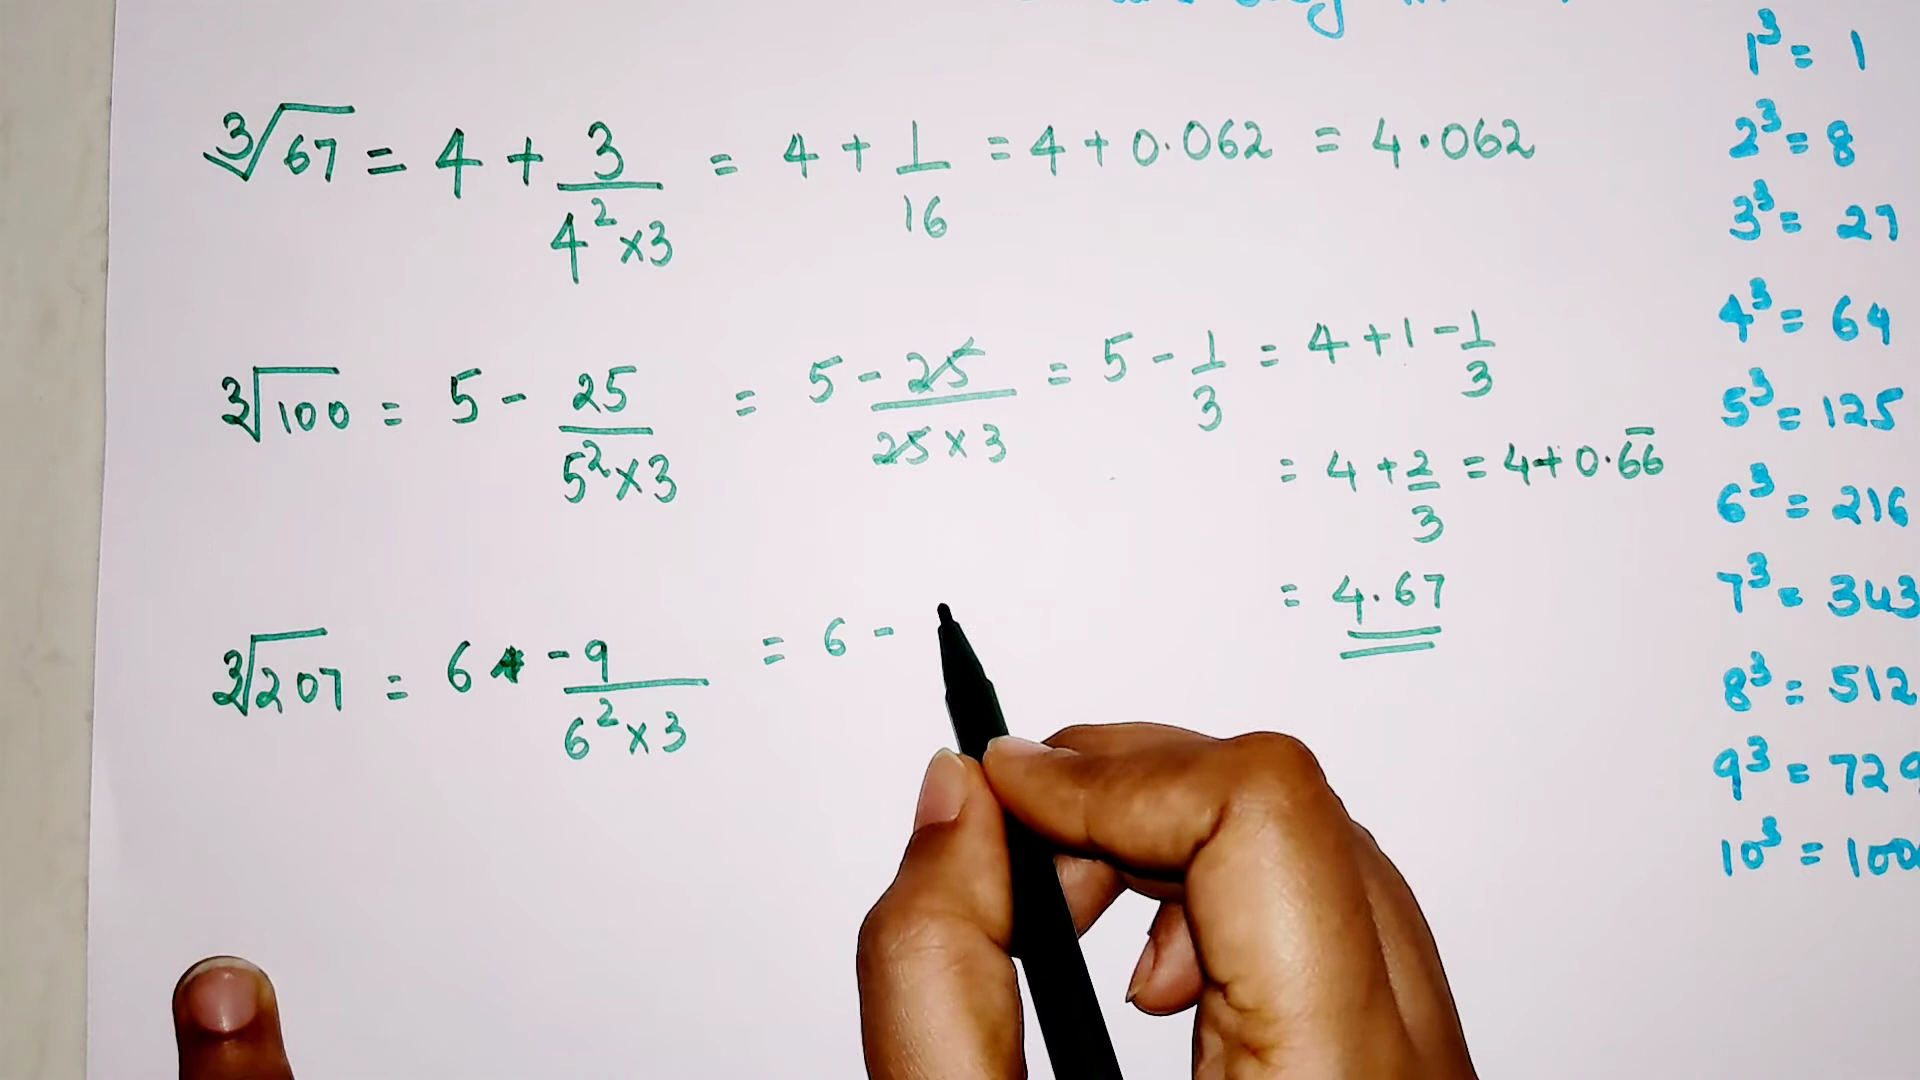 ∛67 = 4 + 3/(4²×3) = 4 + 1/16 = 4 + 0.062 = 4.062
∛100 = 5 - 25/(5²×3) = 5 - 25/(25×3) = 5 - 1/3 = 4 + 1 - 1/3
= 4 + 2/3 = 4 + 0.6̅6̅
= 4.67
∛207 = 6 - 9/(6²×3) = 6 -
1³ = 1
2³ = 8
3³ = 27
4³ = 64
5³ = 125
6³ = 216
7³ = 343
8³ = 512
9³ = 729
10³ = 100